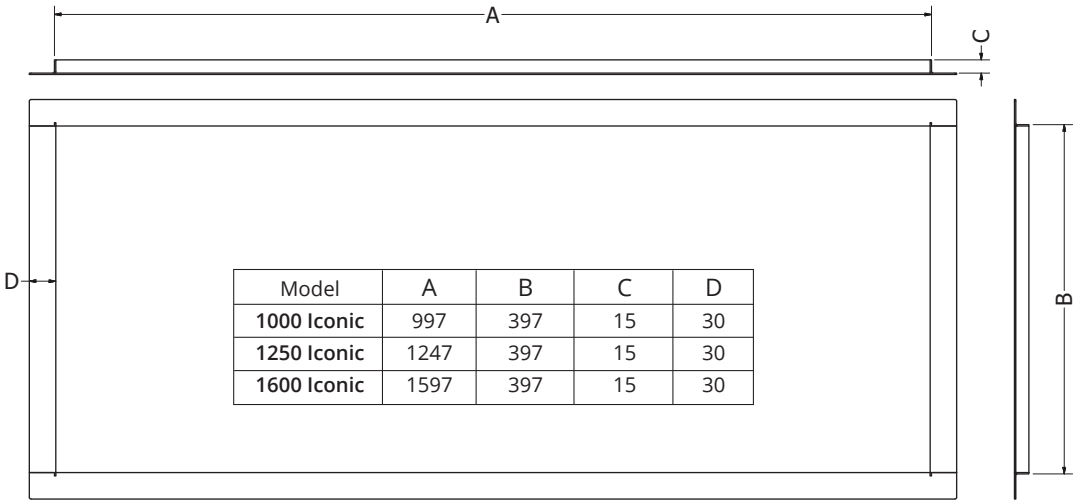 A
C
D
B
Model A B C D
1000 Iconic 997 397 15 30
1250 Iconic 1247 397 15 30
1600 Iconic 1597 397 15 30